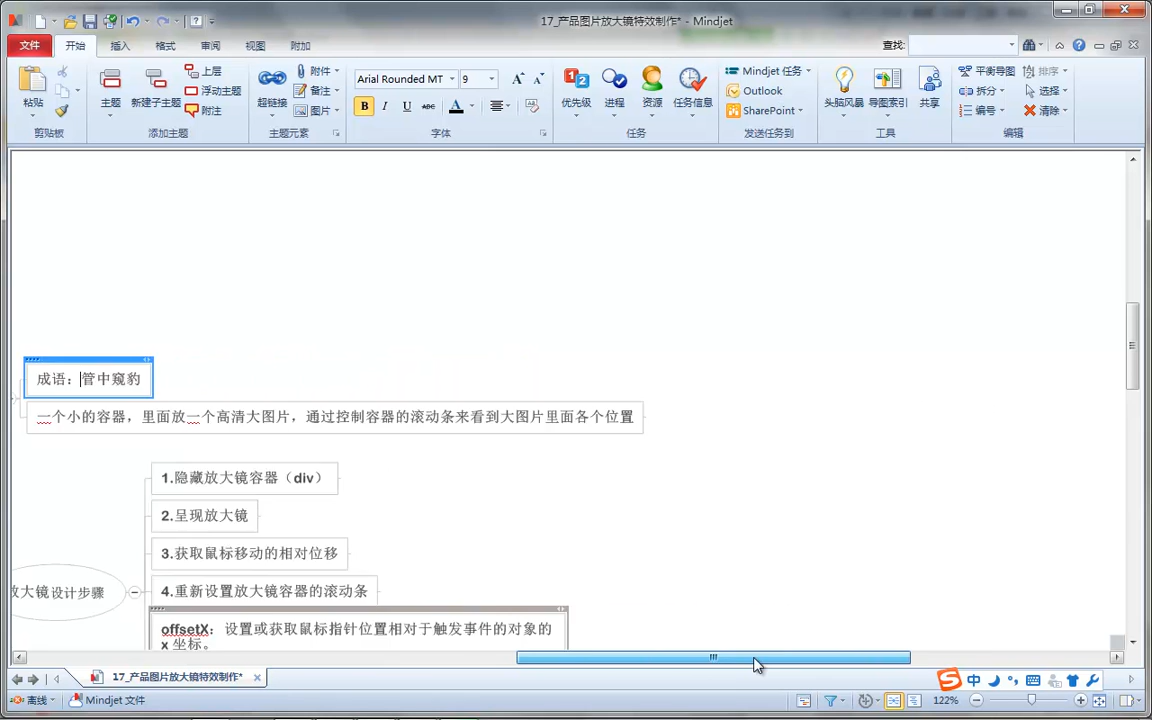 17_产品图片放大镜特效制作* - Mindjet
文件 开始 插入 格式 审阅 视图 附加 查找:
粘贴
剪贴板
主题 新建子主题 上层 浮动主题 附注
添加主题
超链接 附件 备注 图片
主题元素
Arial Rounded MT 9
B I U abc A
字体
优先级 进程 资源 任务信息
任务
Mindjet 任务
Outlook
SharePoint
发送任务到
头脑风暴 导图索引 共享
工具
平衡导图 排序
拆分 选择
编号 清除
编辑
成语：管中窥豹
一个小的容器，里面放一个高清大图片，通过控制容器的滚动条来看到大图片里面各个位置
1.隐藏放大镜容器（div）
2.呈现放大镜
3.获取鼠标移动的相对位移
放大镜设计步骤
4.重新设置放大镜容器的滚动条
offsetX：设置或获取鼠标指针位置相对于触发事件的对象的
x 坐标。
17_产品图片放大镜特效制作*
中
离线 Mindjet 文件 122%